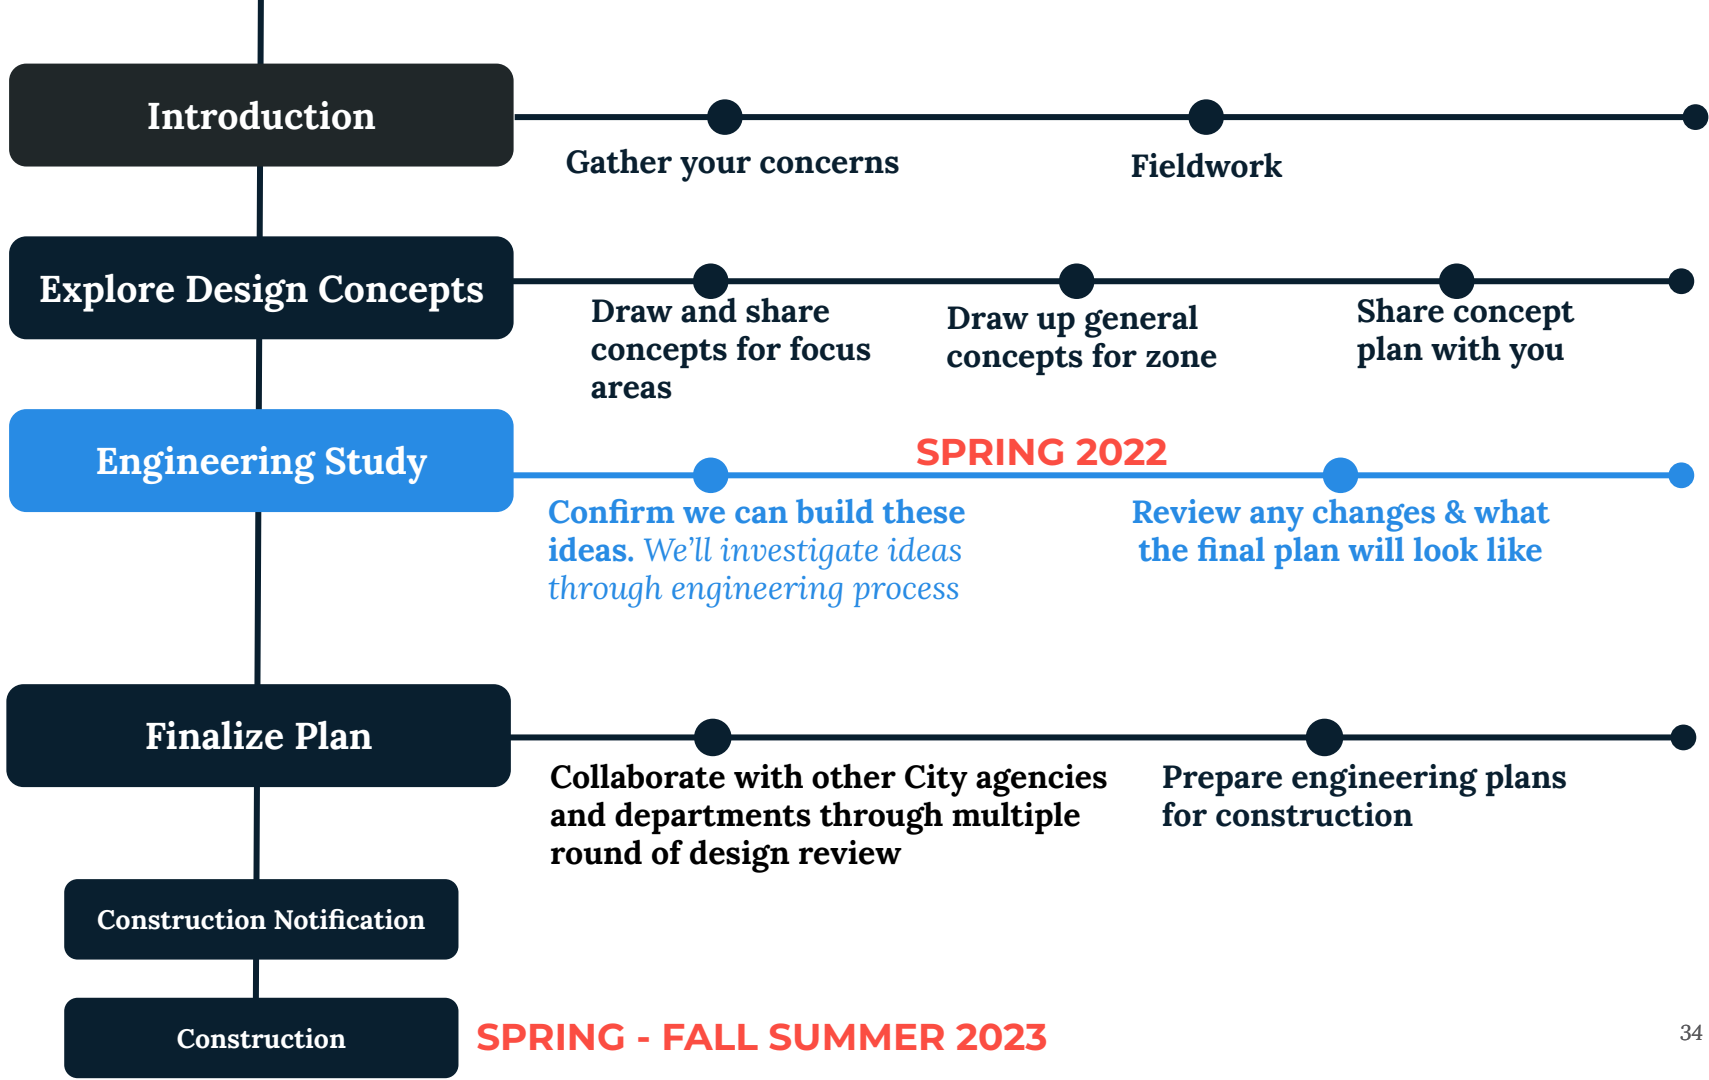 Introduction
Gather your concerns
Fieldwork
Explore Design Concepts
Draw and share
concepts for focus
areas
Draw up general
concepts for zone
Share concept
plan with you
Engineering Study
SPRING 2022
Confirm we can build these
ideas. We’ll investigate ideas
through engineering process
Review any changes & what
the final plan will look like
Finalize Plan
Collaborate with other City agencies
and departments through multiple
round of design review
Prepare engineering plans
for construction
Construction Notification
Construction
SPRING - FALL SUMMER 2023
34